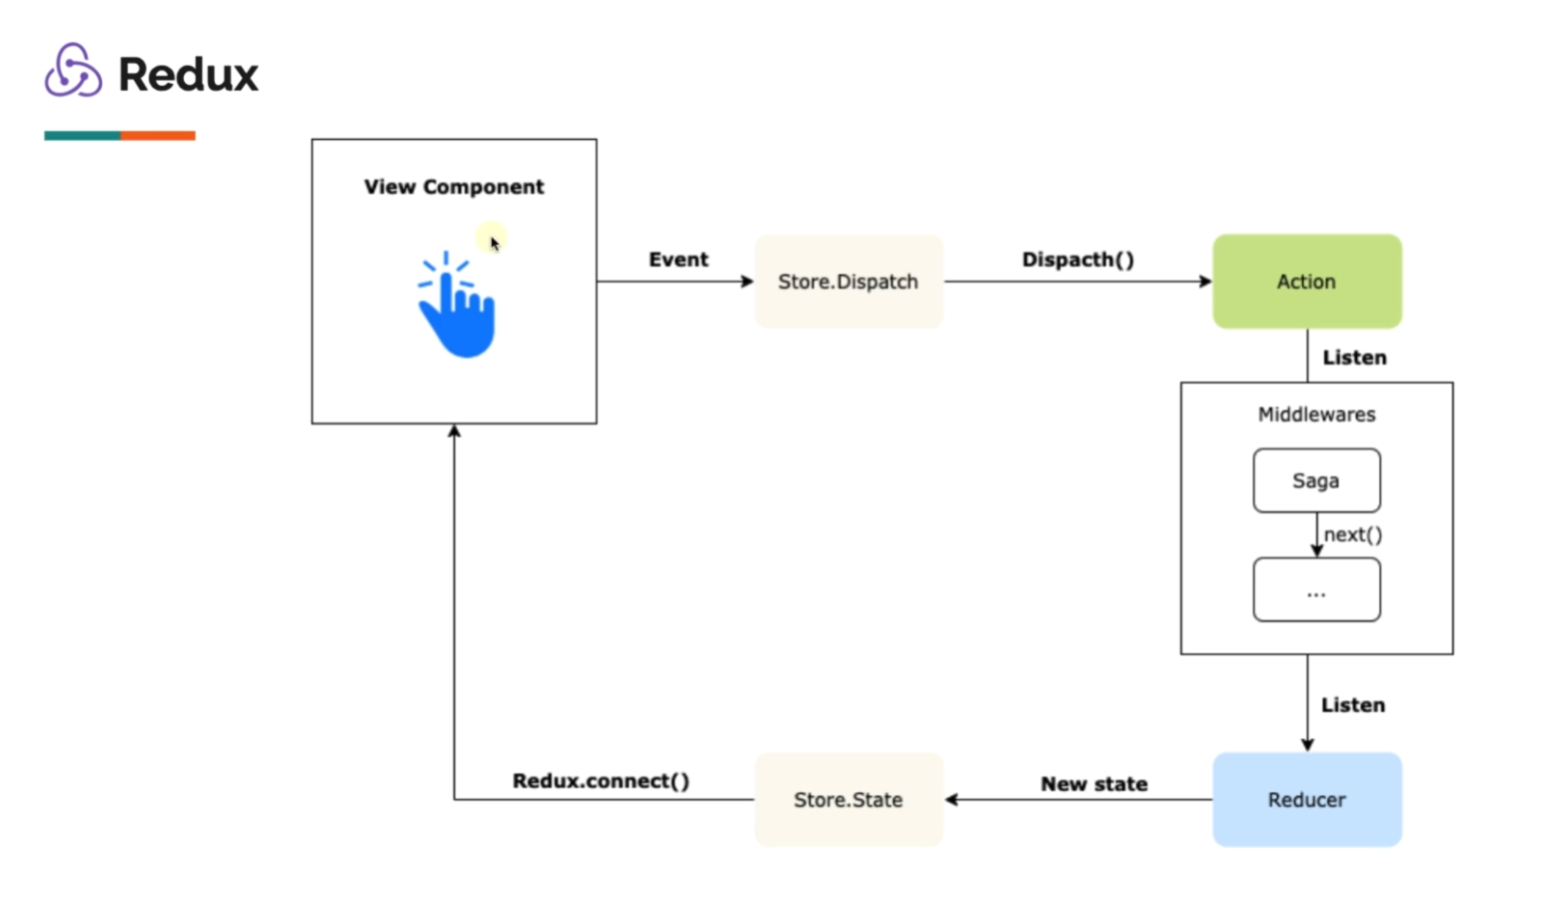 Redux
View Component
Event
Store.Dispatch
Dispacth()
Action
Listen
Middlewares
Saga
next()
...
Listen
Reducer
New state
Store.State
Redux.connect()